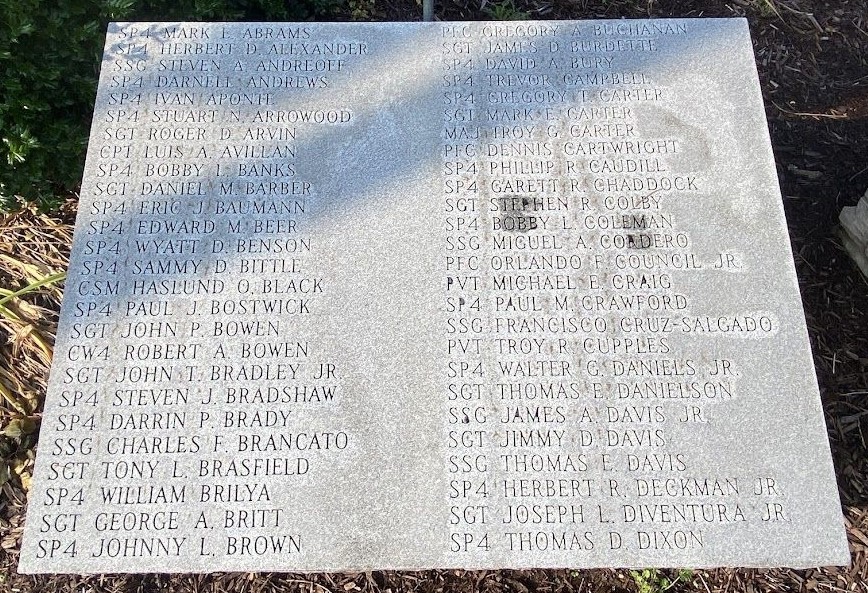 SP4 MARK E. ABRAMS
SP4 HERBERT D. ALEXANDER
SSG STEVEN A. ANDREOFF
SP4 DARNELL ANDREWS
SP4 IVAN APONTE
SP4 STUART N. ARROWOOD
SGT ROGER D. ARVIN
CPT LUIS A. AVILLAN
SP4 BOBBY L. BANKS
SGT DANIEL M. BARBER
SP4 ERIC J. BAUMANN
SP4 EDWARD M. BEER
SP4 WYATT D. BENSON
SP4 SAMMY D. BITTLE
CSM HASLUND O. BLACK
SP4 PAUL J. BOSTWICK
SGT JOHN P. BOWEN
CW4 ROBERT A. BOWEN
SGT JOHN T. BRADLEY JR.
SP4 STEVEN J. BRADSHAW
SP4 DARRIN P. BRADY
SSG CHARLES F. BRANCATO
SGT TONY L. BRASFIELD
SP4 WILLIAM BRILYA
SGT GEORGE A. BRITT
SP4 JOHNNY L. BROWN
PFC GREGORY A. BUCHANAN
SGT JAMES D. BURDETTE
SP4 DAVID A. BURY
SP4 TREVOR CAMPBELL
SP4 GREGORY T. CARTER
SGT MARK E. CARTER
MAJ TROY G. CARTER
PFC DENNIS CARTWRIGHT
SP4 PHILLIP R. CAUDILL
SP4 GARETT R. CHADDOCK
SGT STEPHEN R. COLBY
SP4 BOBBY L. COLEMAN
SSG MIGUEL A. CORDERO
PFC ORLANDO F. COUNCIL JR.
PVT MICHAEL E. CRAIG
SP4 PAUL M. CRAWFORD
SSG FRANCISCO CRUZ-SALGADO
PVT TROY R. CUPPLES
SP4 WALTER G. DANIELS JR.
SGT THOMAS E. DANIELSON
SSG JAMES A. DAVIS JR.
SGT JIMMY D. DAVIS
SSG THOMAS E. DAVIS
SP4 HERBERT R. DECKMAN JR.
SGT JOSEPH L. DIVENTURA JR.
SP4 THOMAS D. DIXON